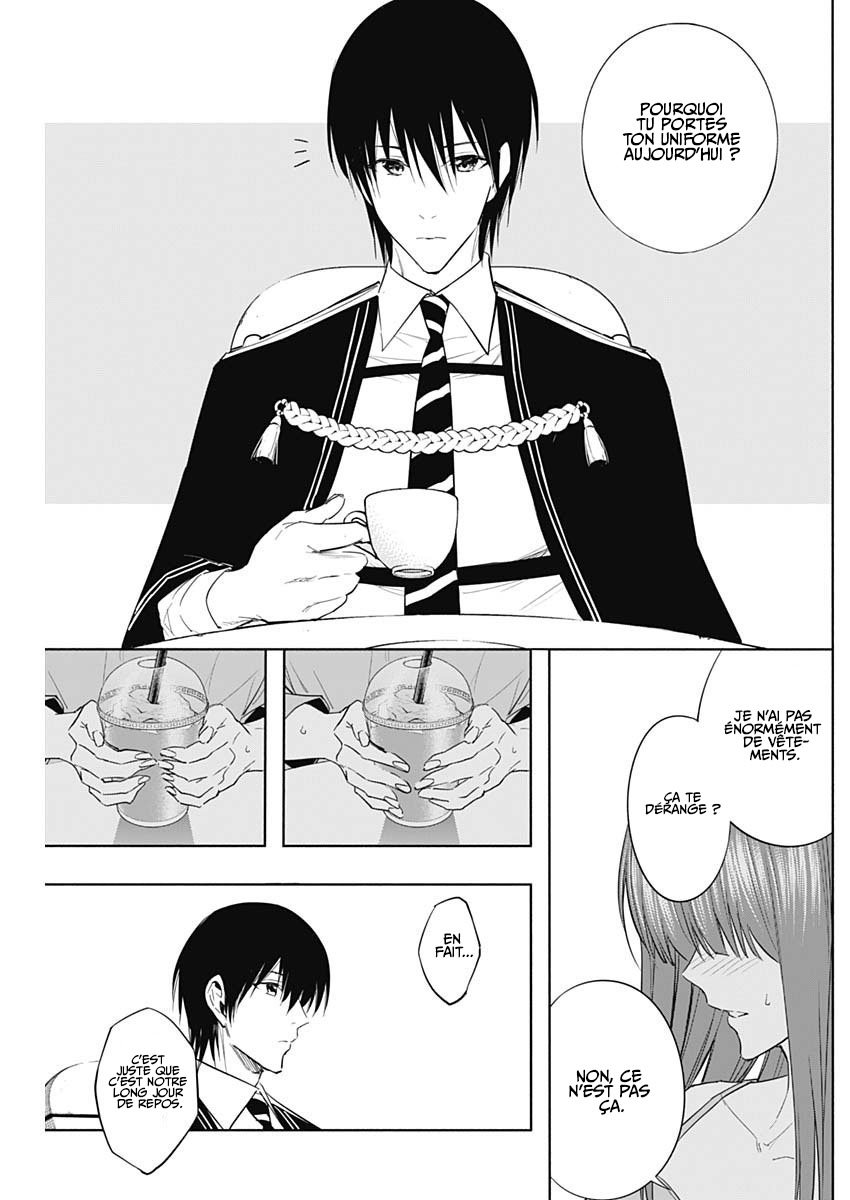 POURQUOI
TU PORTES
TON UNIFORME
AUJOURD'HUI ?
JE N'AI PAS
ÉNORMÉMENT
DE VÊTE-
MENTS.
ÇA TE
DÉRANGE ?
NON, CE
N'EST PAS
ÇA.
EN
FAIT...
C'EST
JUSTE QUE
C'EST NOTRE
LONG JOUR
DE REPOS.